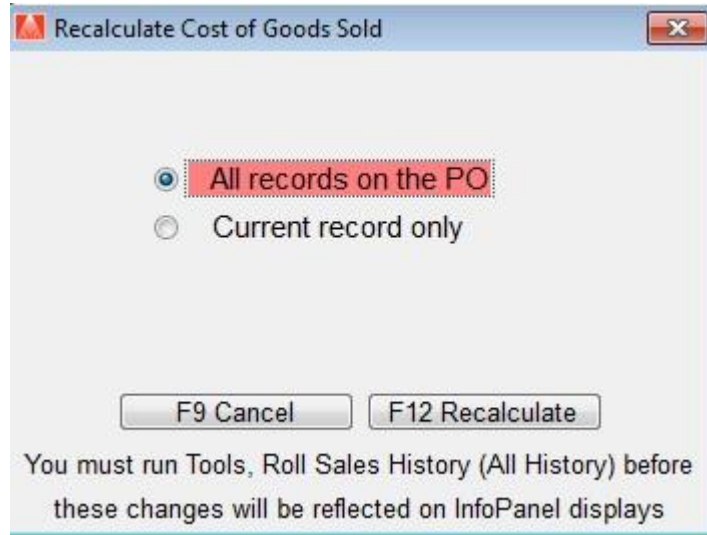 Recalculate Cost of Goods Sold
All records on the PO
Current record only
F9 Cancel F12 Recalculate
You must run Tools, Roll Sales History (All History) before
these changes will be reflected on InfoPanel displays